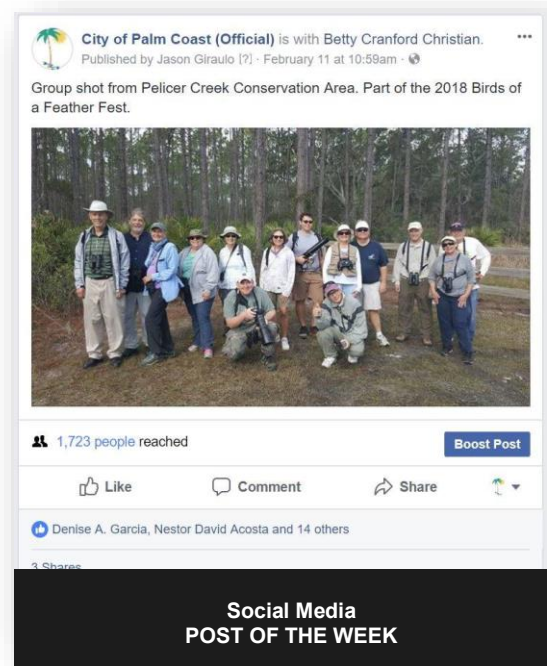 City of Palm Coast (Official) is with Betty Cranford Christian.
Published by Jason Giraulo [?] · February 11 at 10:59am ·
Group shot from Pelicer Creek Conservation Area. Part of the 2018 Birds of
a Feather Fest.
1,723 people reached
Boost Post
Like Comment Share
Denise A. Garcia, Nestor David Acosta and 14 others
3 Shares
Social Media
POST OF THE WEEK